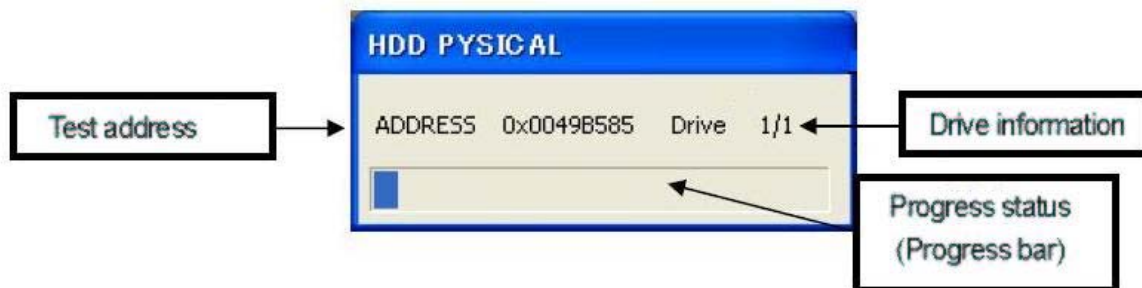 HDD PYSICAL
Test address
ADDRESS 0x0049B585 Drive 1/1
Drive information
Progress status
(Progress bar)